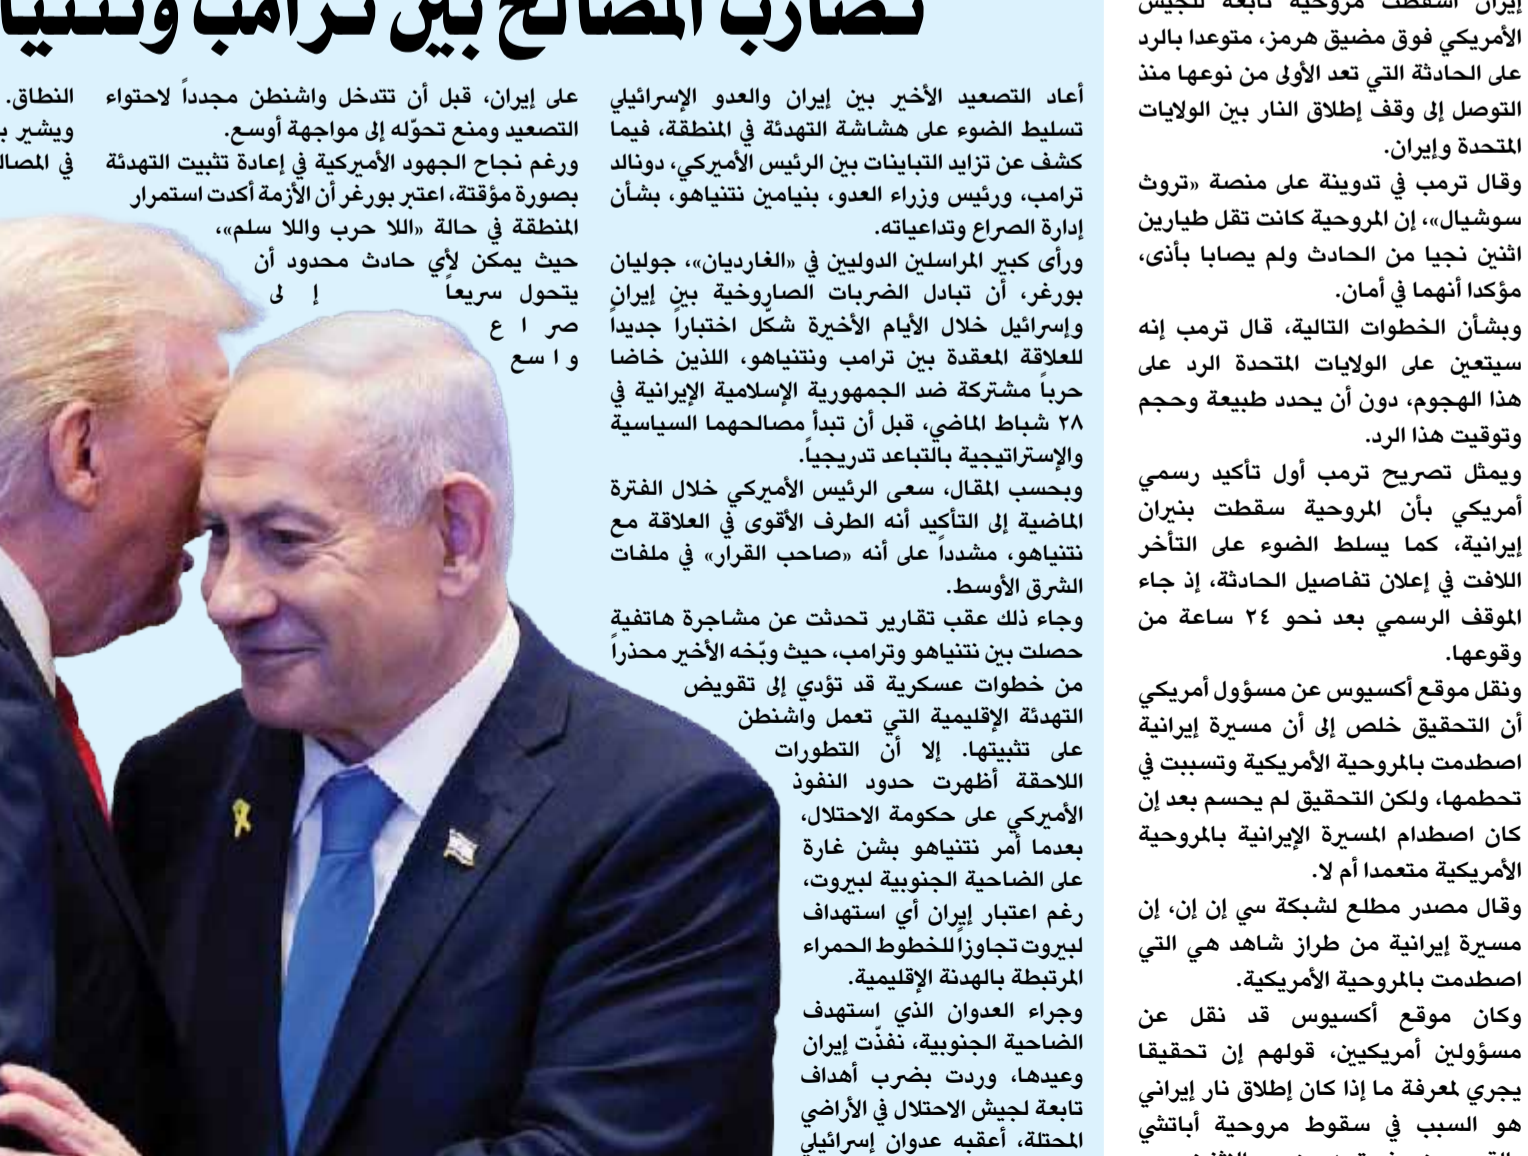 إيران أسقطت مروحية تابعة للجيش
الأمريكي فوق مضيق هرمز، متوعدا بالرد
على الحادثة التي تعد الأولى من نوعها منذ
التوصل إلى وقف إطلاق النار بين الولايات
المتحدة وإيران.
وقال ترمب في تدوينة على منصة «تروث
سوشيال»، إن المروحية كانت تقل طيارين
اثنين نجيا من الحادث ولم يصابا بأذى،
مؤكدا أنهما في أمان.
وبشأن الخطوات التالية، قال ترمب إنه
سيتعين على الولايات المتحدة الرد على
هذا الهجوم، دون أن يحدد طبيعة وحجم
وتوقيت هذا الرد.
ويمثل تصريح ترمب أول تأكيد رسمي
أمريكي بأن المروحية سقطت بنيران
إيرانية، كما يسلط الضوء على التأخر
اللافت في إعلان تفاصيل الحادثة، إذ جاء
الموقف الرسمي بعد نحو ٢٤ ساعة من
وقوعها.
ونقل موقع أكسيوس عن مسؤول أمريكي
أن التحقيق خلص إلى أن مسيرة إيرانية
اصطدمت بالمروحية الأمريكية وتسببت في
تحطمها، ولكن التحقيق لم يحسم بعد إن
كان اصطدام المسيرة الإيرانية بالمروحية
الأمريكية متعمدا أم لا.
وقال مصدر مطلع لشبكة سي إن إن، إن
مسيرة إيرانية من طراز شاهد هي التي
اصطدمت بالمروحية الأمريكية.
وكان موقع أكسيوس قد نقل عن
مسؤولين أمريكيين، قولهم إن تحقيقا
يجري لمعرفة ما إذا كان إطلاق نار إيراني
هو السبب في سقوط مروحية أباتشي
تضارب المصالح بين ترامب ونتنيا
أعاد التصعيد الأخير بين إيران والعدو الإسرائيلي
تسليط الضوء على هشاشة التهدئة في المنطقة، فيما
كشف عن تزايد التباينات بين الرئيس الأميركي، دونالد
ترامب، ورئيس وزراء العدو، بنيامين نتنياهو، بشأن
إدارة الصراع وتداعياته.
ورأى كبير المراسلين الدوليين في «الغارديان»، جوليان
بورغر، أن تبادل الضربات الصاروخية بين إيران
وإسرائيل خلال الأيام الأخيرة شكّل اختباراً جديداً
للعلاقة المعقدة بين ترامب ونتنياهو، اللذين خاضا
حرباً مشتركة ضد الجمهورية الإسلامية الإيرانية في
٢٨ شباط الماضي، قبل أن تبدأ مصالحهما السياسية
والإستراتيجية بالتباعد تدريجياً.
وبحسب المقال، سعى الرئيس الأميركي خلال الفترة
الماضية إلى التأكيد أنه الطرف الأقوى في العلاقة مع
نتنياهو، مشدداً على أنه «صاحب القرار» في ملفات
الشرق الأوسط.
وجاء ذلك عقب تقارير تحدثت عن مشاجرة هاتفية
حصلت بين نتنياهو وترامب، حيث وبّخه الأخير محذراً
من خطوات عسكرية قد تؤدي إلى تقويض
التهدئة الإقليمية التي تعمل واشنطن
على تثبيتها. إلا أن التطورات
اللاحقة أظهرت حدود النفوذ
الأميركي على حكومة الاحتلال،
بعدما أمر نتنياهو بشن غارة
على الضاحية الجنوبية لبيروت،
رغم اعتبار إيران أي استهداف
لبيروت تجاوزاً للخطوط الحمراء
المرتبطة بالهدنة الإقليمية.
وجراء العدوان الذي استهدف
الضاحية الجنوبية، نفذّت إيران
وعيدها، وردت بضرب أهداف
تابعة لجيش الاحتلال في الأراضي
المحتلة، أعقبه عدوان إسرائيلي
على إيران، قبل أن تتدخل واشنطن مجدداً لاحتواء
التصعيد ومنع تحوّله إلى مواجهة أوسع.
ورغم نجاح الجهود الأميركية في إعادة تثبيت التهدئة
بصورة مؤقتة، اعتبر بورغر أن الأزمة أكدت استمرار
المنطقة في حالة «اللا حرب واللا سلم»،
حيث يمكن لأي حادث محدود أن
يتحول سريعاً إ لى
صر ا ع
و ا سع
النطاق.
ويشير ب
في المصال